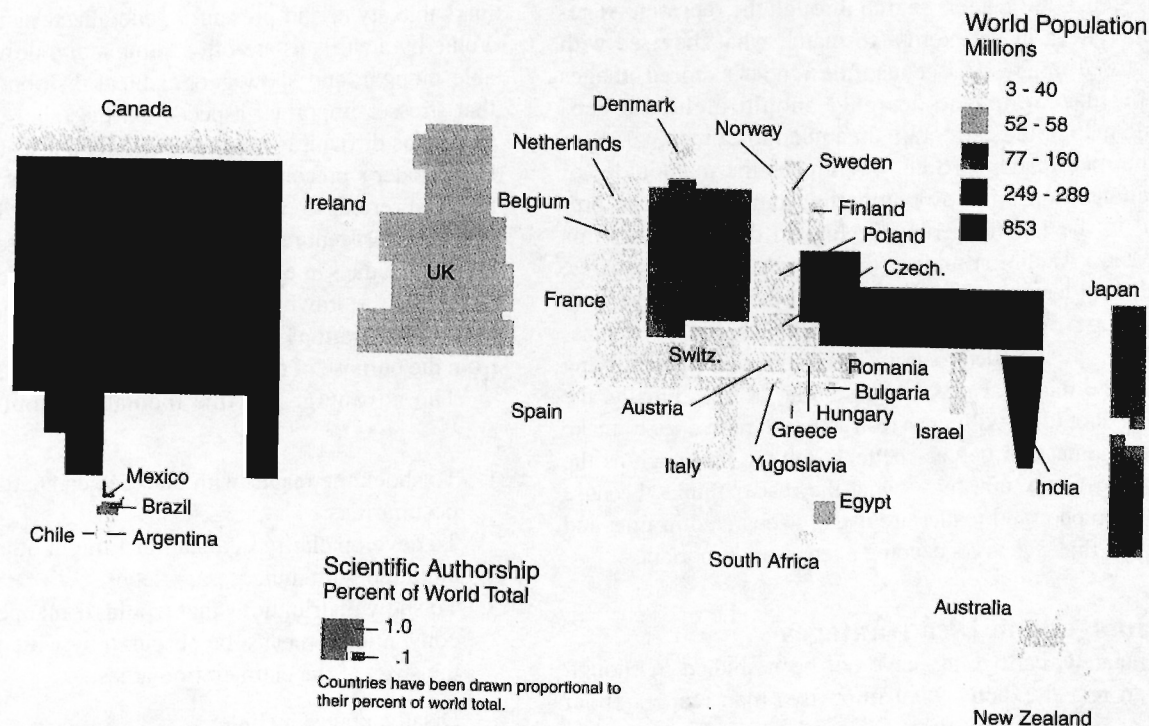 World Population
Millions
3 - 40
52 - 58
77 - 160
249 - 289
853
Canada
Denmark
Norway
Netherlands
Sweden
Ireland
Belgium
Finland
Poland
UK
Czech.
France
Japan
Switz.
Romania
Bulgaria
Spain
Austria
Hungary
Greece
Israel
Italy
Yugoslavia
Mexico
India
Brazil
Egypt
Chile
Argentina
South Africa
Scientific Authorship
Percent of World Total
1.0
.1
Australia
Countries have been drawn proportional to
their percent of world total.
New Zealand